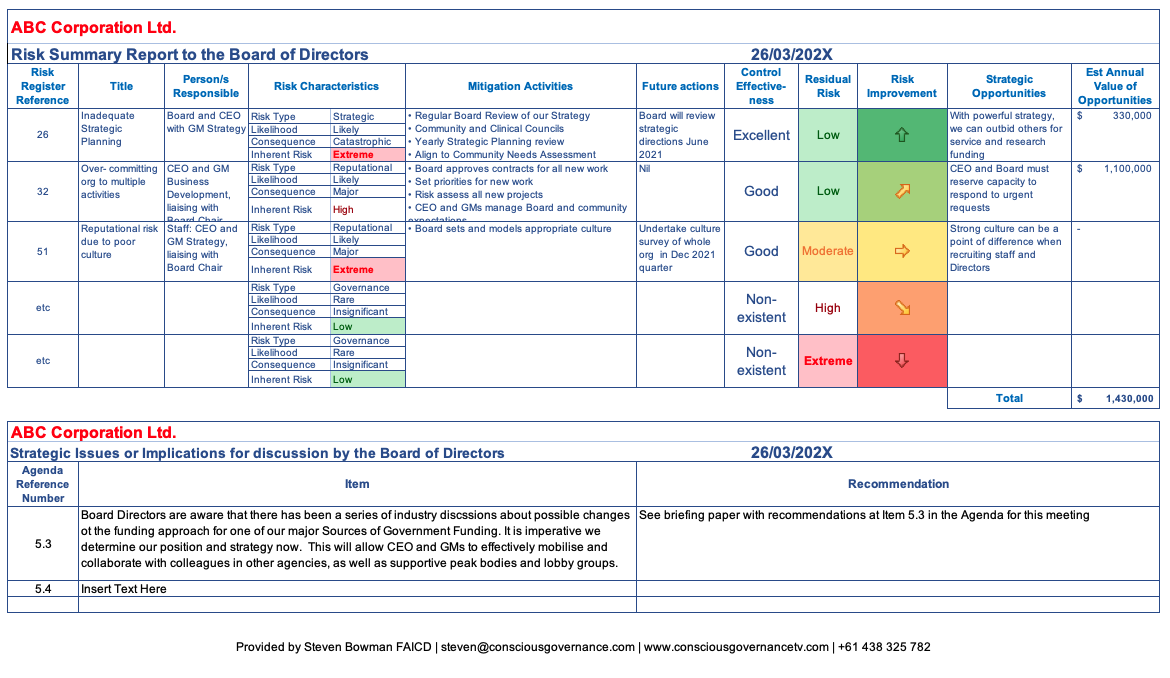 ABC Corporation Ltd.
Risk Summary Report to the Board of Directors 26/03/202X
Risk
Register
Reference
Title
Person/s
Responsible
Risk Characteristics
Mitigation Activities
Future actions
Control
Effective-
ness
Residual
Risk
Risk
Improvement
Strategic
Opportunities
Est Annual
Value of
Opportunities
26
Inadequate
Strategic
Planning
Board and CEO
with GM Strategy
Risk Type Strategic
Likelihood Likely
Consequence Catastrophic
Inherent Risk Extreme
• Regular Board Review of our Strategy
• Community and Clinical Councils
• Yearly Strategic Planning review
• Align to Community Needs Assessment
Board will review
strategic
directions June
2021
Excellent
Low
With powerful strategy,
we can outbid others for
service and research
funding
$ 330,000
32
Over- committing
org to multiple
activities
CEO and GM
Business
Development,
liaising with
Board Chair
Risk Type Reputational
Likelihood Likely
Consequence Major
Inherent Risk High
• Board approves contracts for all new work
• Set priorities for new work
• Risk assess all new projects
• CEO and GMs manage Board and community
expectations
Nil
Good
Low
CEO and Board must
reserve capacity to
respond to urgent
requests
$ 1,100,000
51
Reputational risk
due to poor
culture
Staff: CEO and
GM Strategy,
liaising with
Board Chair
Risk Type Reputational
Likelihood Likely
Consequence Major
Inherent Risk Extreme
• Board sets and models appropriate culture
Undertake culture
survey of whole
org in Dec 2021
quarter
Good
Moderate
Strong culture can be a
point of difference when
recruiting staff and
Directors
-
etc
Risk Type Governance
Likelihood Rare
Consequence Insignificant
Inherent Risk Low
Non-
existent
High
etc
Risk Type Governance
Likelihood Rare
Consequence Insignificant
Inherent Risk Low
Non-
existent
Extreme
Total $ 1,430,000
ABC Corporation Ltd.
Strategic Issues or Implications for discussion by the Board of Directors 26/03/202X
Agenda
Reference
Number
Item
Recommendation
5.3
Board Directors are aware that there has been a series of industry discssions about possible changes
ot the funding approach for one of our major Sources of Government Funding. It is imperative we
determine our position and strategy now. This will allow CEO and GMs to effectively mobilise and
collaborate with colleagues in other agencies, as well as supportive peak bodies and lobby groups.
See briefing paper with recommendations at Item 5.3 in the Agenda for this meeting
5.4 Insert Text Here
Provided by Steven Bowman FAICD | steven@consciousgovernance.com | www.consciousgovernancetv.com | +61 438 325 782